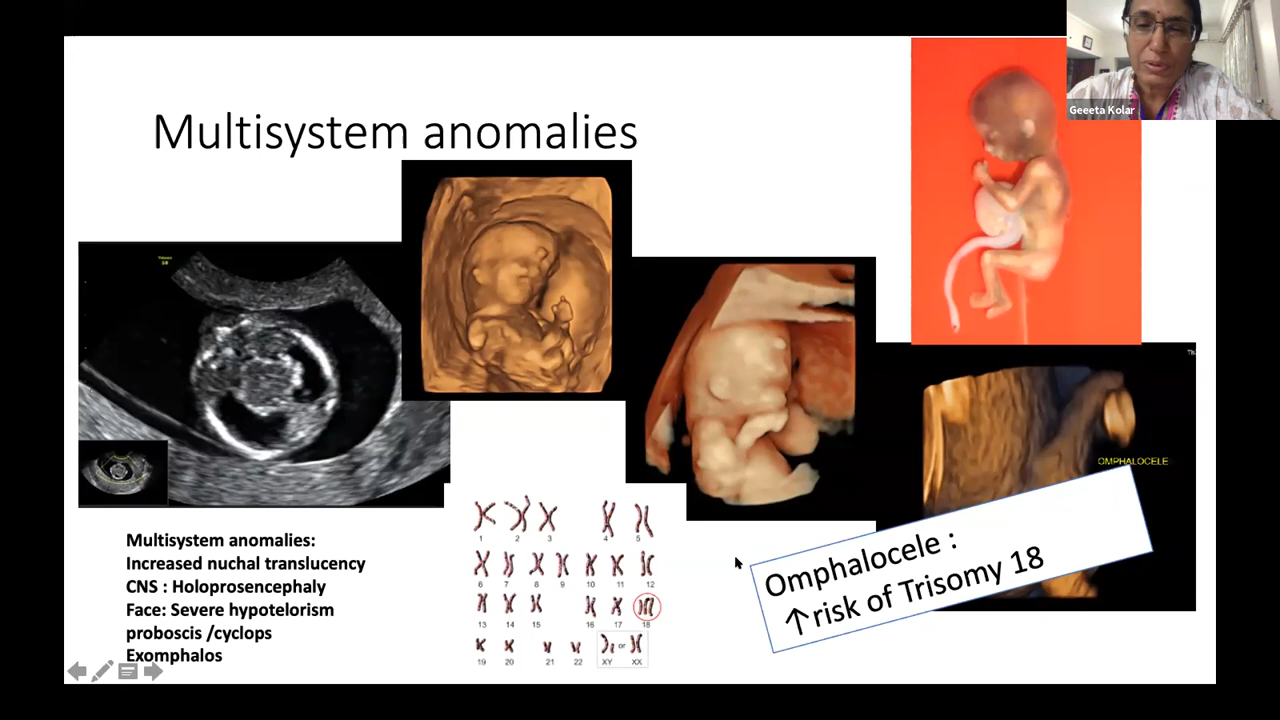 Geeeta Kolar
Multisystem anomalies
OMPHALOCELE
Omphalocele :
↑risk of Trisomy 18
Multisystem anomalies:
Increased nuchal translucency
CNS : Holoprosencephaly
Face: Severe hypotelorism
proboscis /cyclops
Exomphalos
1 2 3 4 5
6 7 8 9 10 11 12
13 14 15 16 17 18
19 20 21 22 XY or XX